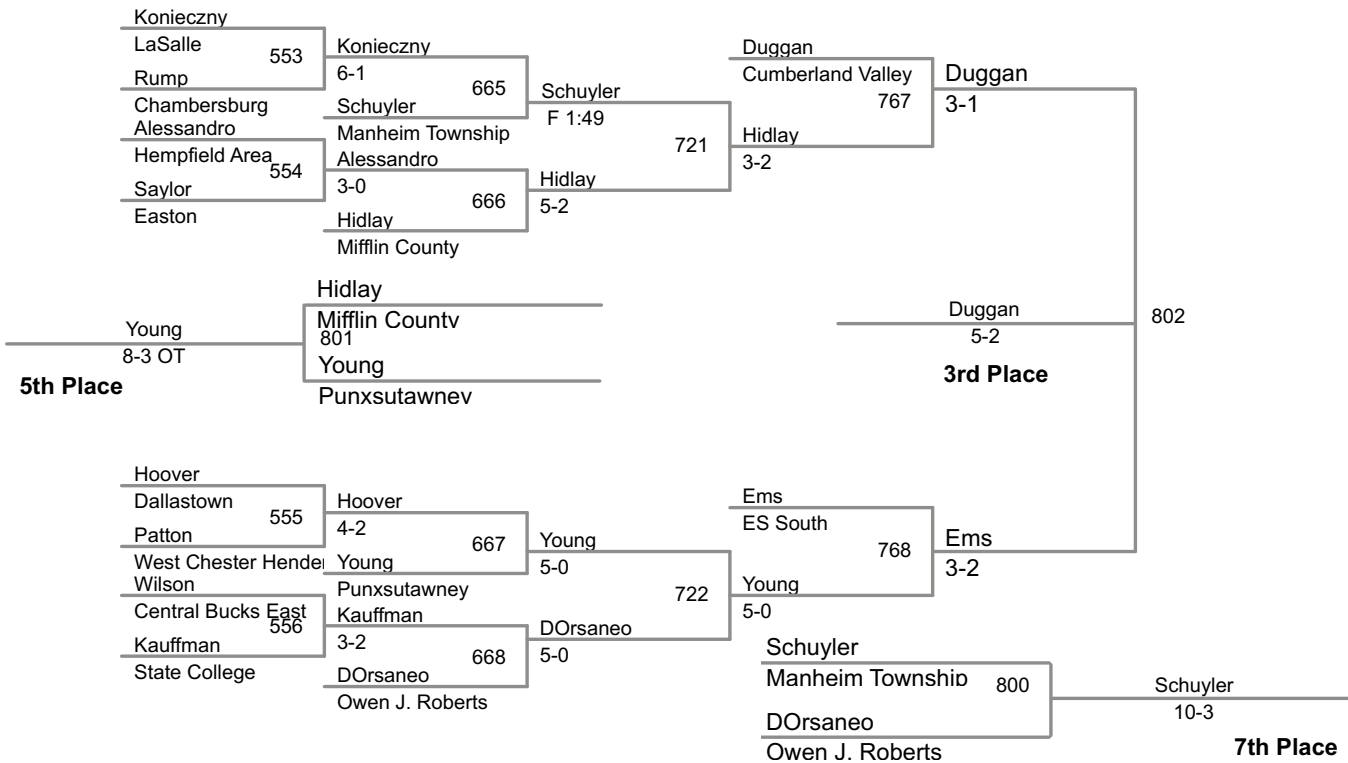 Konieczny
LaSalle
553
Rump
Chambersburg
Alessandro
Hempfield Area
554
Saylor
Easton
Konieczny
6-1
665
Schuyler
Manheim Township
Alessandro
3-0
666
Hidlay
Mifflin County
Schuyler
F 1:49
721
Hidlay
5-2
Duggan
Cumberland Valley
767
Hidlay
3-2
Duggan
3-1
802
Duggan
5-2
3rd Place
Hidlay
Mifflin County
801
Young
Punxsutawney
Young
8-3 OT
5th Place
Hoover
Dallastown
555
Patton
West Chester Hender
Wilson
Central Bucks East
556
Kauffman
State College
Hoover
4-2
667
Young
Punxsutawney
Kauffman
3-2
668
DOrsaneo
Owen J. Roberts
Young
5-0
722
DOrsaneo
5-0
Ems
ES South
768
Young
5-0
Ems
3-2
Schuyler
Manheim Township
800
DOrsaneo
Owen J. Roberts
Schuyler
10-3
7th Place